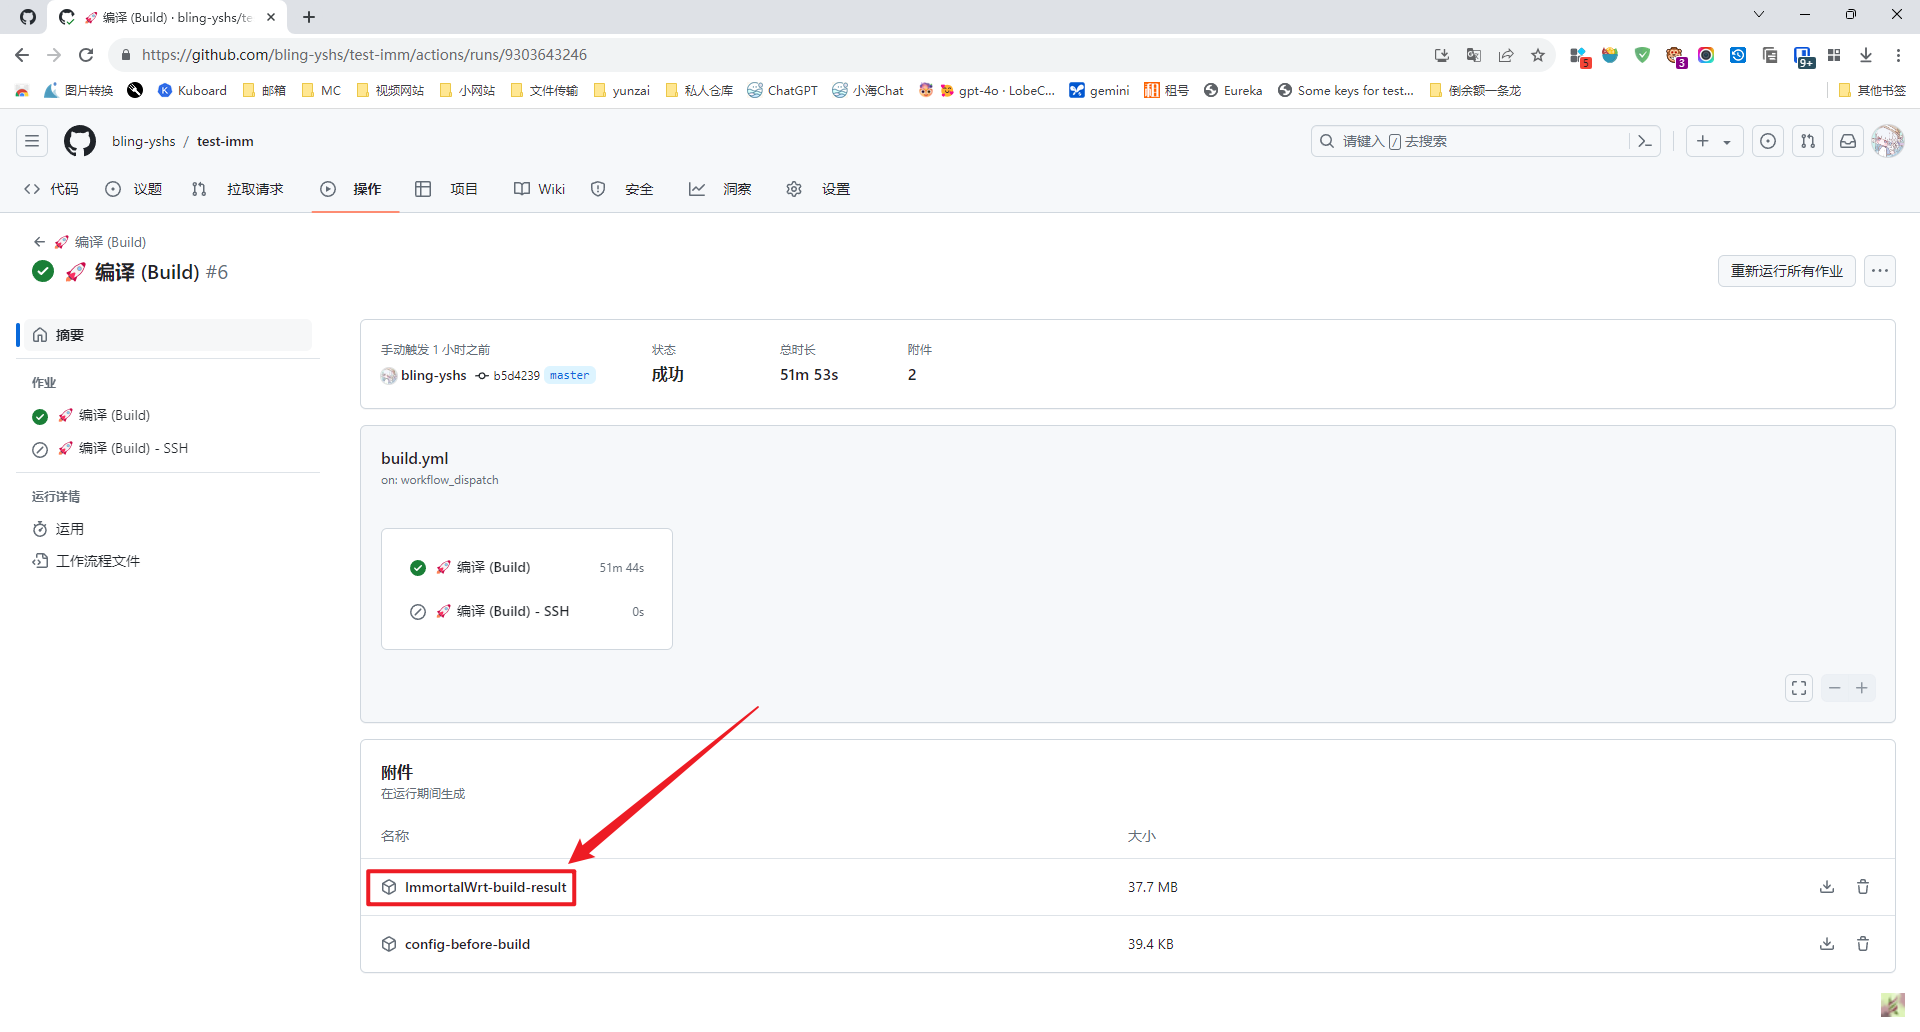 编译 (Build) · bling-yshs/te
https://github.com/bling-yshs/test-imm/actions/runs/9303643246
5
3
9+
图片转换
Kuboard
邮箱
MC
视频网站
小网站
文件传输
yunzai
私人仓库
ChatGPT
小海Chat
gpt-4o · LobeC...
gemini
租号
Eureka
Some keys for test...
倒余额一条龙
其他书签
bling-yshs / test-imm
请键入 / 去搜索
代码
议题
拉取请求
操作
项目
Wiki
安全
洞察
设置
编译 (Build)
编译 (Build) #6
重新运行所有作业
摘要
作业
编译 (Build)
编译 (Build) - SSH
运行详情
运用
工作流程文件
手动触发 1 小时之前
bling-yshs b5d4239 master
状态
成功
总时长
51m 53s
附件
2
build.yml
on: workflow_dispatch
编译 (Build) 51m 44s
编译 (Build) - SSH 0s
附件
在运行期间生成
名称 大小
ImmortalWrt-build-result 37.7 MB
config-before-build 39.4 KB